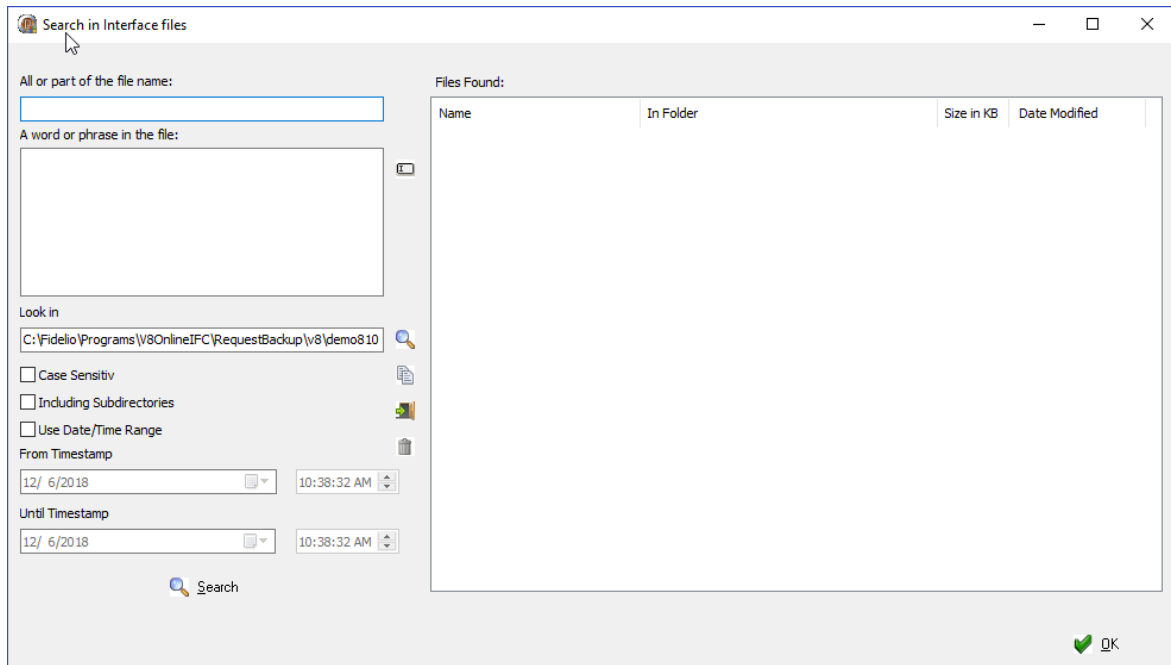 Search in Interface files
All or part of the file name:
A word or phrase in the file:
Look in
C:\Fidelio\Programs\V8OnlineIFC\RequestBackup\v8\demo810
Case Sensitiv
Including Subdirectories
Use Date/Time Range
From Timestamp
12/ 6/2018 10:38:32 AM
Until Timestamp
12/ 6/2018 10:38:32 AM
Search
Files Found:
Name In Folder Size in KB Date Modified
OK